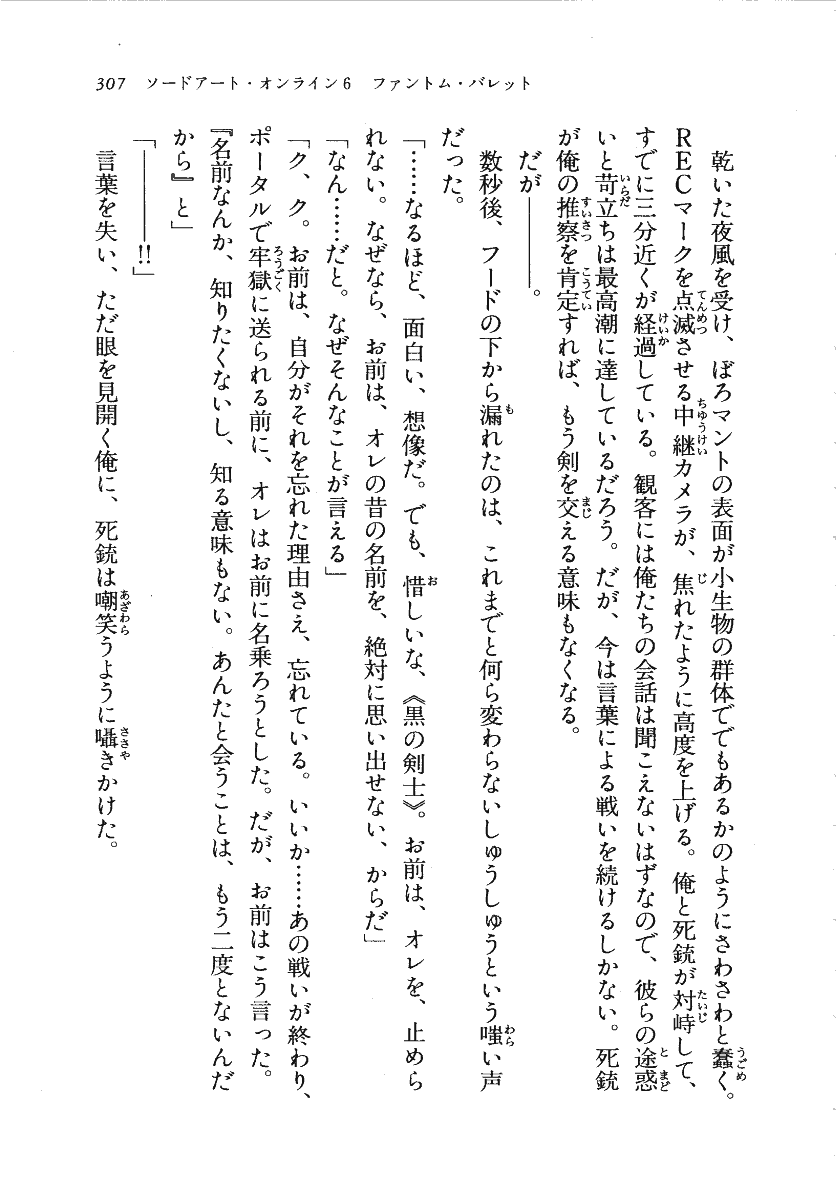 307 ソードアート・オンライン6 ファントム・バレット
乾いた夜風を受け、ぼろマントの表面が小生物の群体ででもあるかのようにさわさわと蠢く。
RECマークを点滅させる中継カメラが、焦れたように高度を上げる。俺と死銃が対峙して、
すでに三分近くが経過している。観客には俺たちの会話は聞こえないはずなので、彼らの途惑
いと苛立ちは最高潮に達しているだろう。だが、今は言葉による戦いを続けるしかない。死銃
が俺の推察を肯定すれば、もう剣を交える意味もなくなる。
だが――――。
数秒後、フードの下から漏れたのは、これまでと何ら変わらないしゅうしゅうという嗤い声
だった。
「……なるほど、面白い、想像だ。でも、惜しいな、《黒の剣士》。お前は、オレを、止めら
れない。なぜなら、お前は、オレの昔の名前を、絶対に思い出せない、からだ」
「なん……だと。なぜそんなことが言える」
「ク、ク。お前は、自分がそれを忘れた理由さえ、忘れている。いいか……あの戦いが終わり、
ポータルで牢獄に送られる前に、オレはお前に名乗ろうとした。だが、お前はこう言った。
『名前なんか、知りたくないし、知る意味もない。あんたと会うことは、もう二度とないんだ
から』と」
「――――!!」
言葉を失い、ただ眼を見開く俺に、死銃は嘲笑うように囁きかけた。